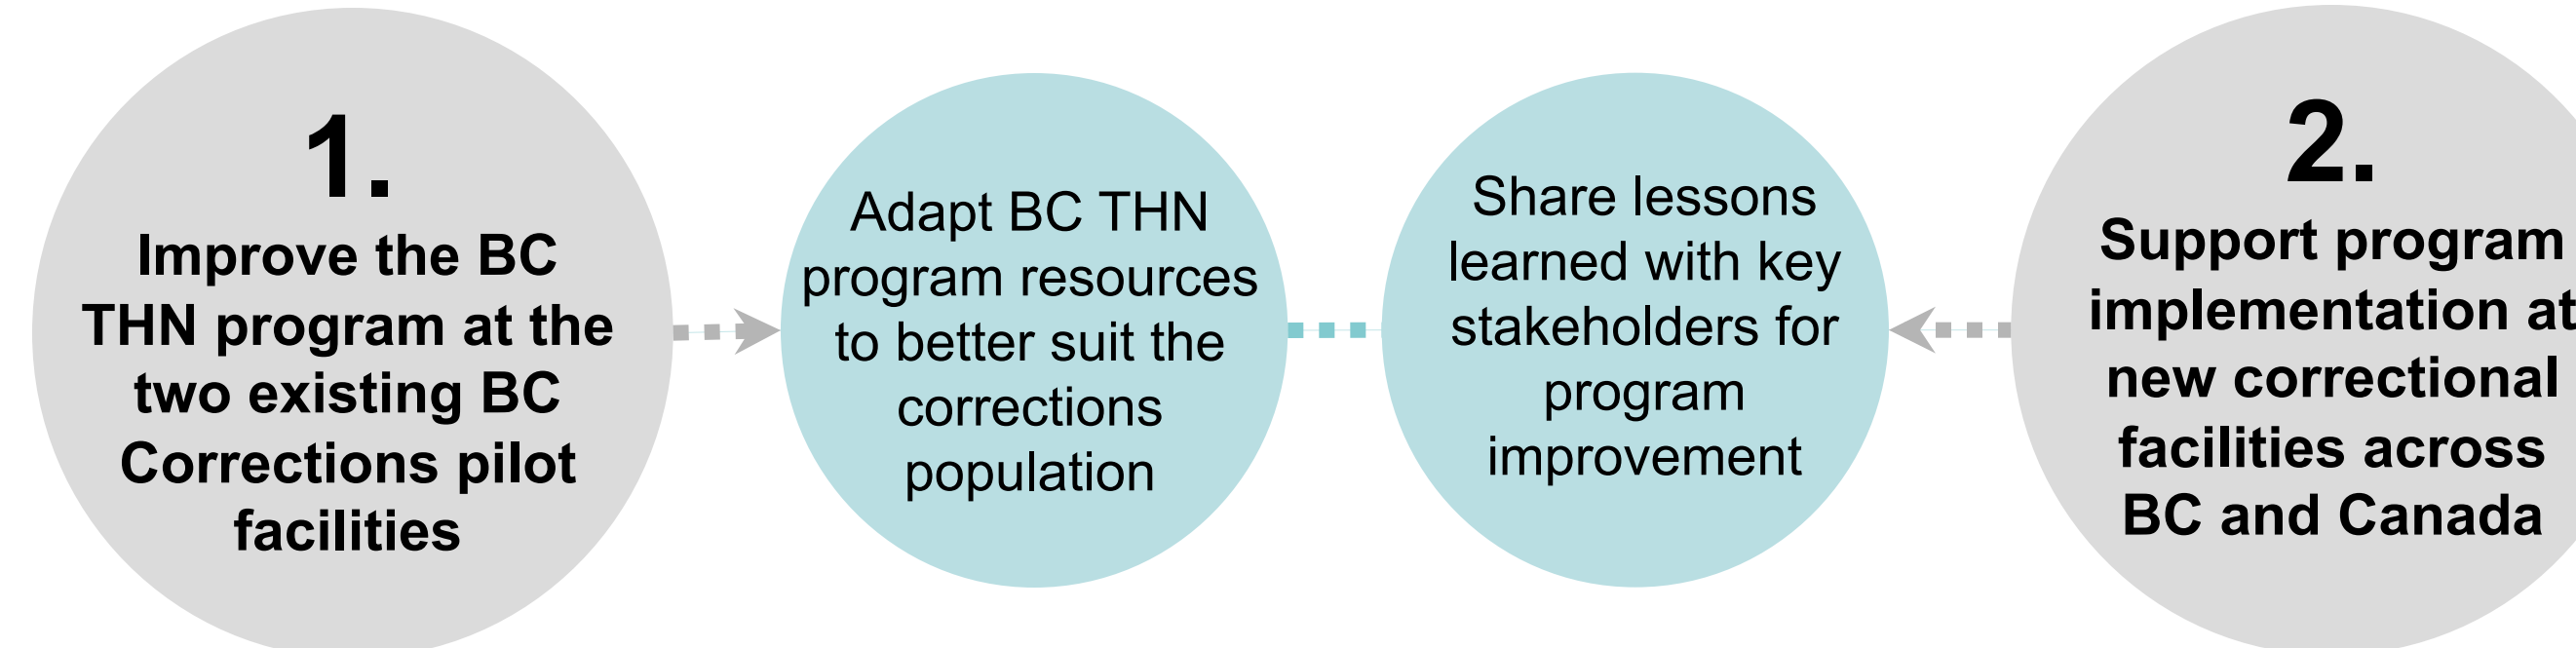 1.
Improve the BC
THN program at the
two existing BC
Corrections pilot
facilities
Adapt BC THN
program resources
to better suit the
corrections
population
Share lessons
learned with key
stakeholders for
program
improvement
2.
Support program
implementation at
new correctional
facilities across
BC and Canada